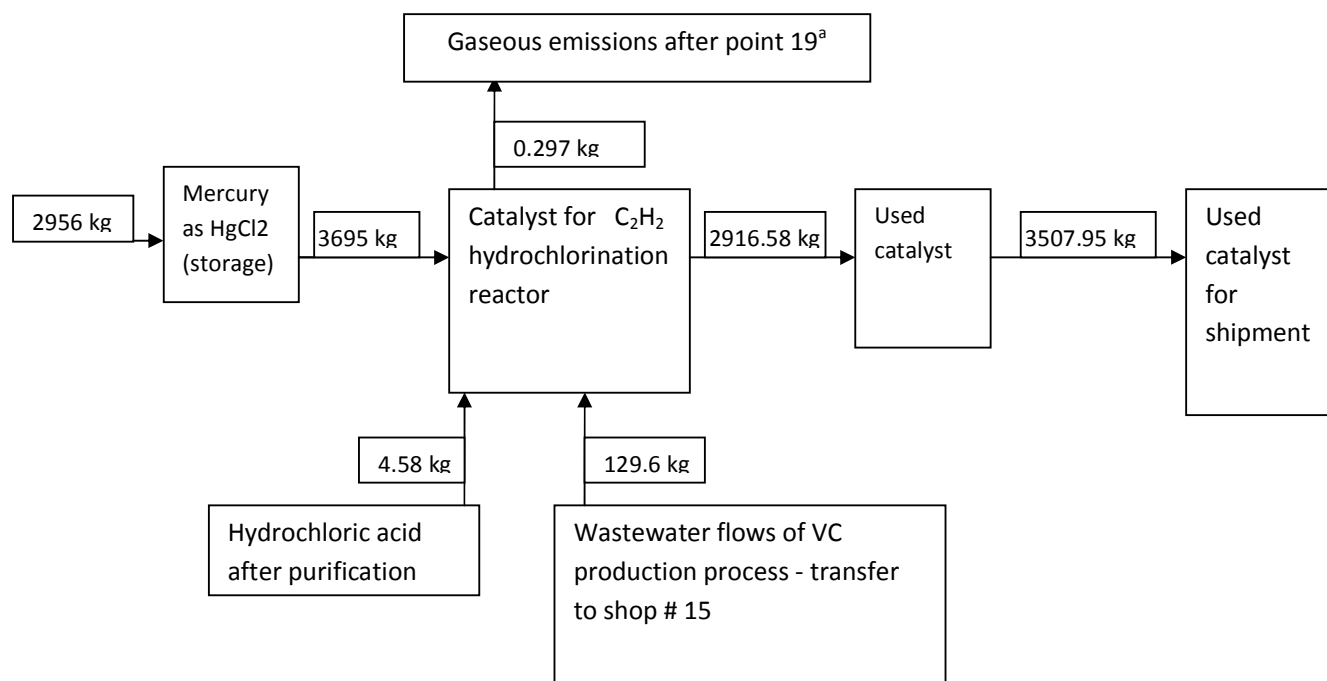 Gaseous emissions after point 19ᵃ
0.297 kg
Mercury
as HgCl2
(storage)
2956 kg
3695 kg
Catalyst for C₂H₂
hydrochlorination
reactor
2916.58 kg
Used
catalyst
3507.95 kg
Used
catalyst
for
shipment
4.58 kg
129.6 kg
Hydrochloric acid
after purification
Wastewater flows of VC
production process - transfer
to shop # 15